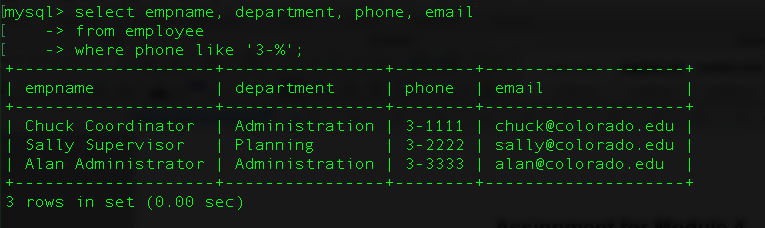 [mysql> select empname, department, phone, email
[    -> from employee
[    -> where phone like '3-%';
+--------------------+----------------+--------+--------------------+
| empname            | department     | phone  | email              |
+--------------------+----------------+--------+--------------------+
| Chuck Coordinator  | Administration | 3-1111 | chuck@colorado.edu |
| Sally Supervisor   | Planning       | 3-2222 | sally@colorado.edu |
| Alan Administrator | Administration | 3-3333 | alan@colorado.edu  |
+--------------------+----------------+--------+--------------------+
3 rows in set (0.00 sec)